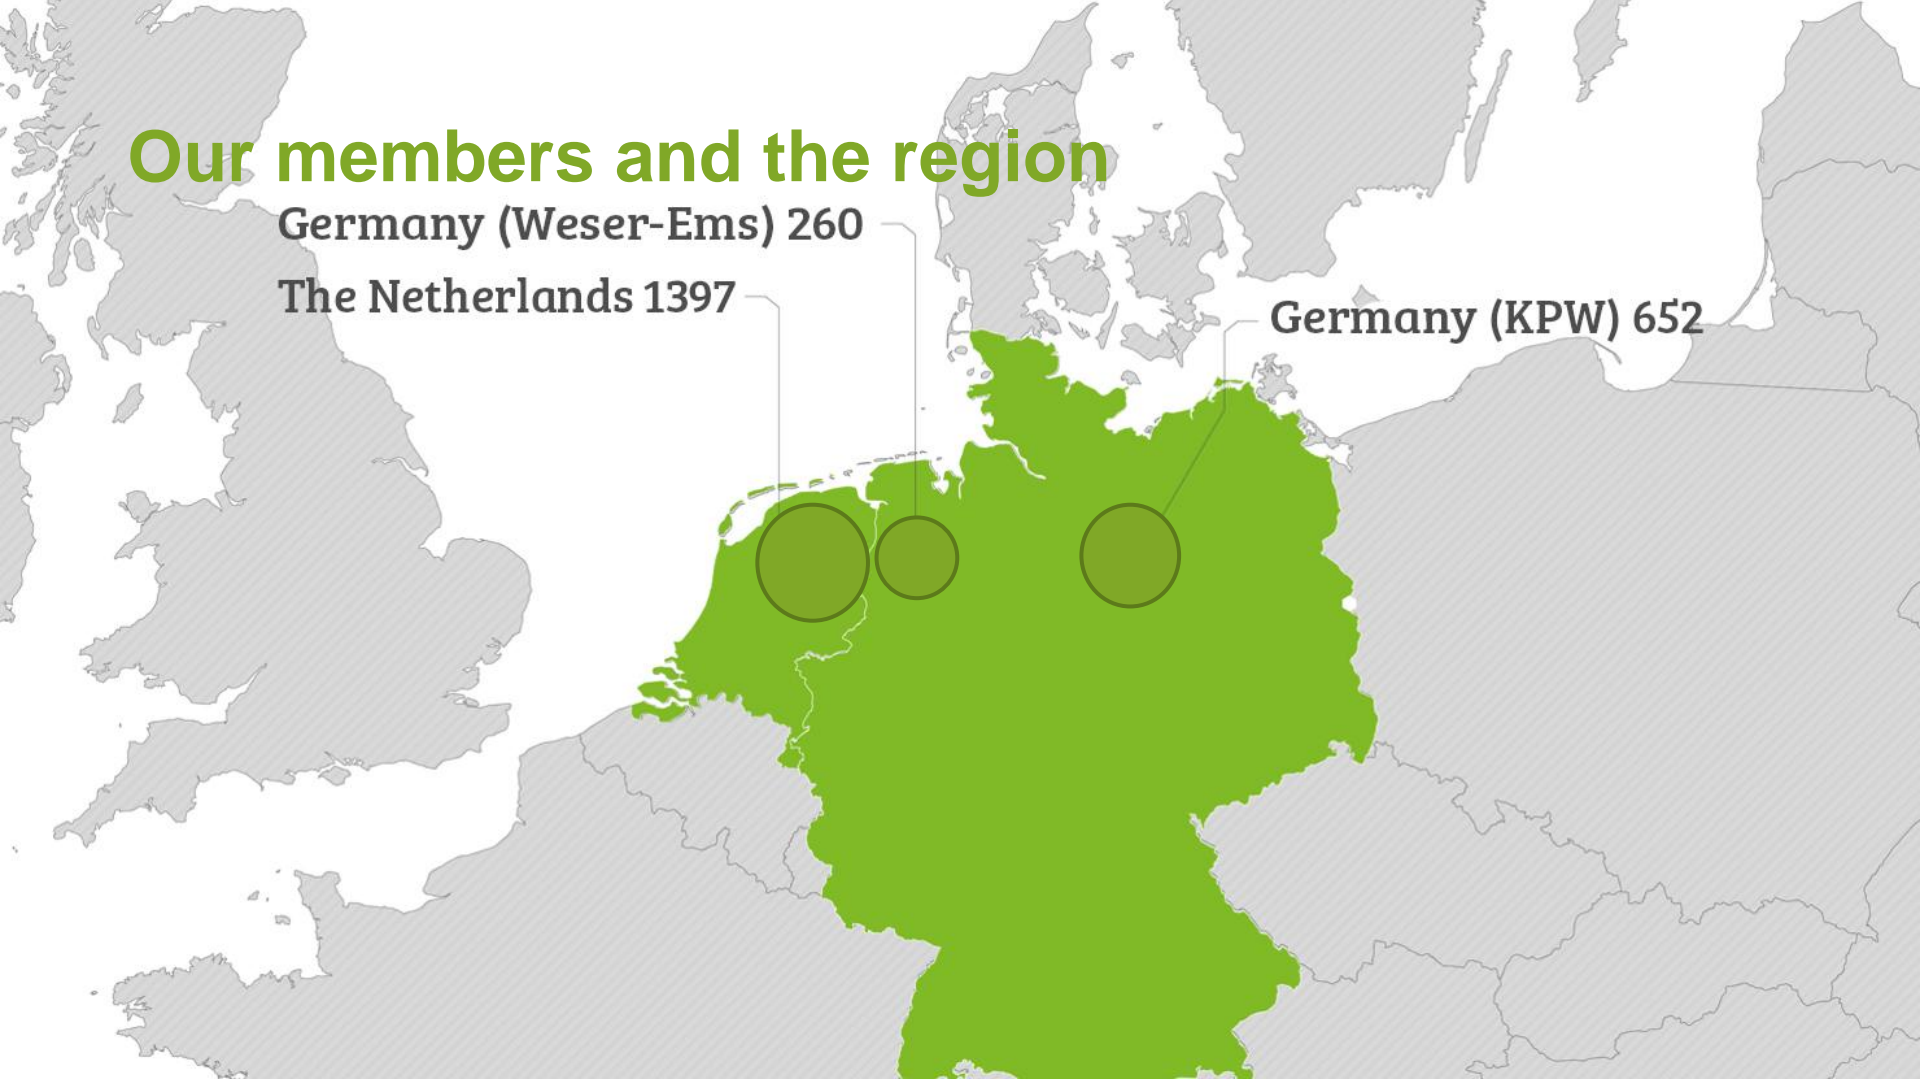 Our members and the region
Germany (Weser-Ems) 260
The Netherlands 1397
Germany (KPW) 652